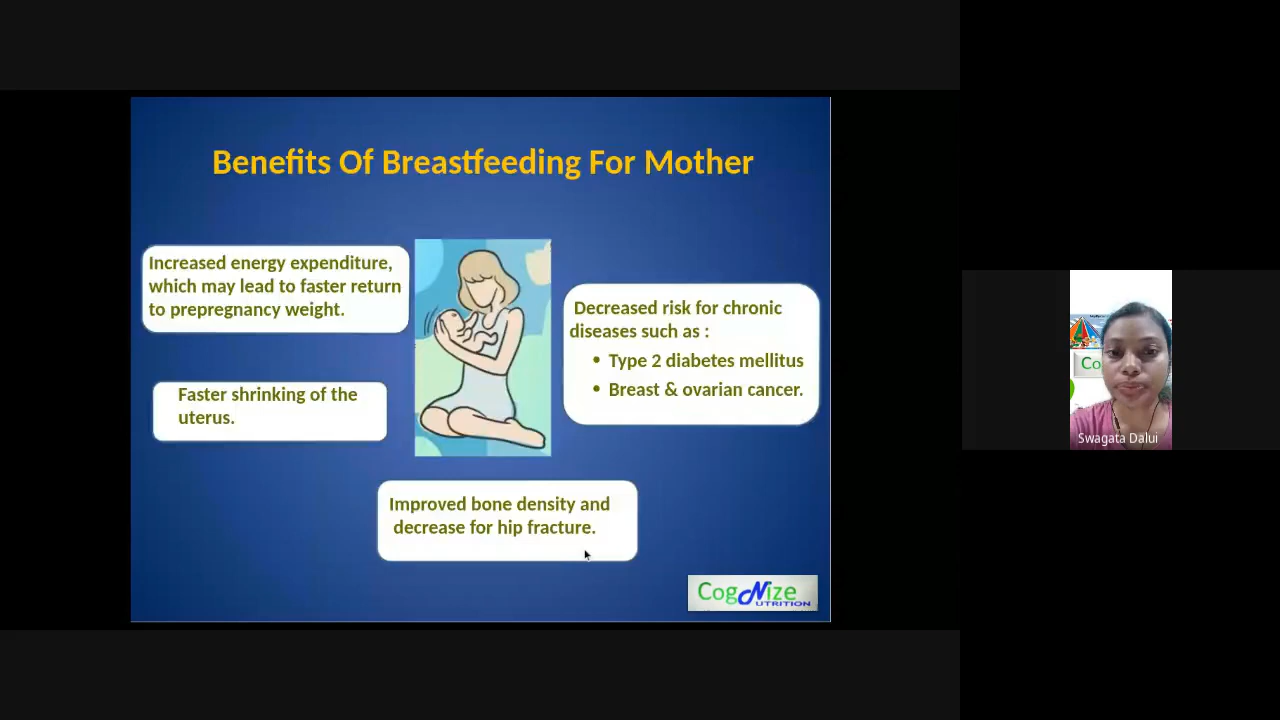 Benefits Of Breastfeeding For Mother
Increased energy expenditure,
which may lead to faster return
to prepregnancy weight.
Faster shrinking of the
uterus.
Decreased risk for chronic
diseases such as :
• Type 2 diabetes mellitus
• Breast & ovarian cancer.
Improved bone density and
decrease for hip fracture.
CogNize
NUTRITION
Co
Swagata Dalui